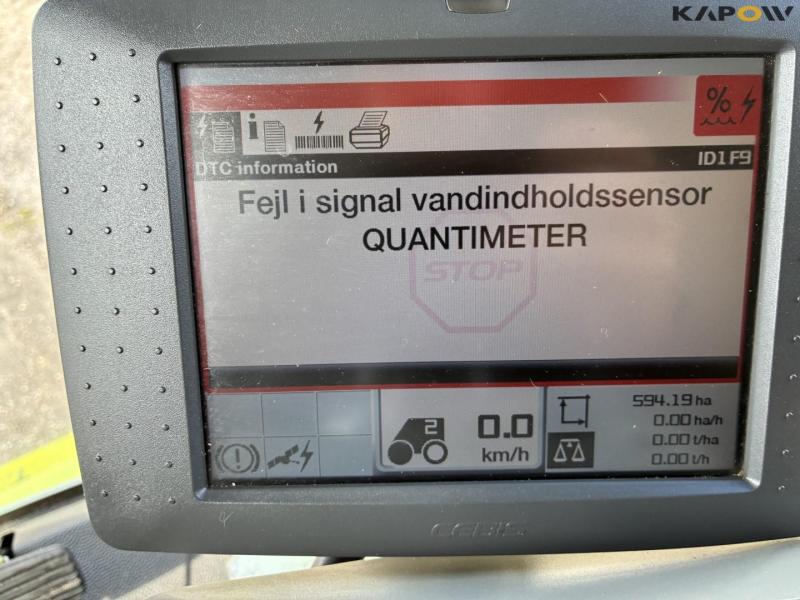 KAPOW
%
i
DTC information
ID1F9
Fejl i signal vandindholdssensor
QUANTIMETER
STOP
594.19 ha
2
0.0
km/h
0.00 ha/h
0.00 t/ha
0.00 t/h
CEBIS